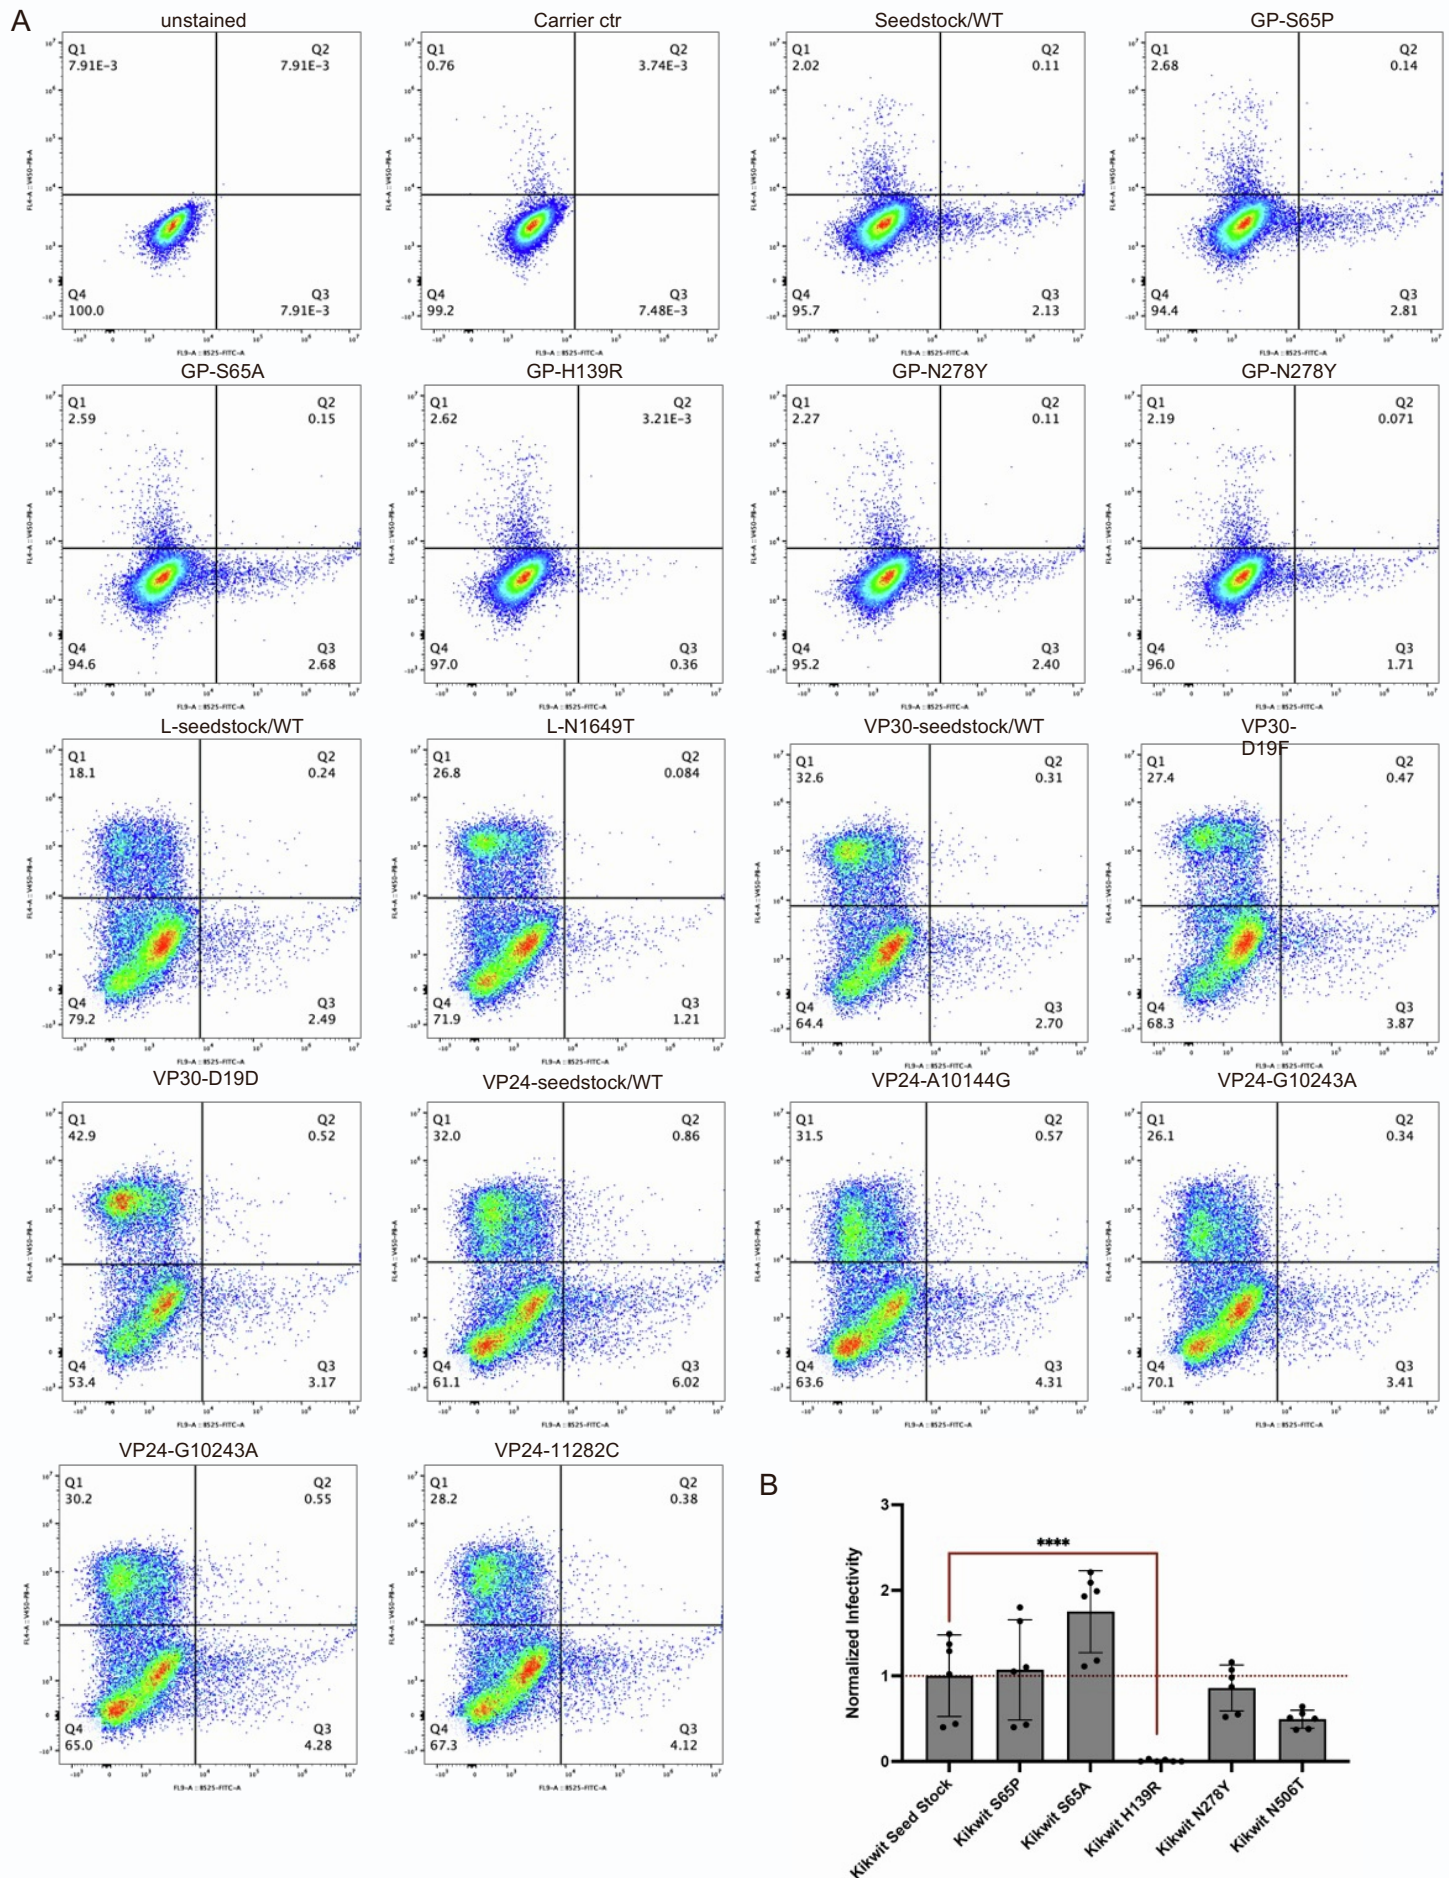 A
unstained
Carrier ctr
Seedstock/WT
GP-S65P
Q1
7.91E-3
Q2
7.91E-3
Q4
100.0
Q3
7.91E-3
Q1
0.76
Q2
3.74E-3
Q4
99.2
Q3
7.48E-3
Q1
2.02
Q2
0.11
Q4
95.7
Q3
2.13
Q1
2.68
Q2
0.14
Q4
94.4
Q3
2.81
FL4-A :: V450-PB-A
FL9-A :: B525-FITC-A
GP-S65A
GP-H139R
GP-N278Y
GP-N278Y
Q1
2.59
Q2
0.15
Q4
94.6
Q3
2.68
Q1
2.62
Q2
3.21E-3
Q4
97.0
Q3
0.36
Q1
2.27
Q2
0.11
Q4
95.2
Q3
2.40
Q1
2.19
Q2
0.071
Q4
96.0
Q3
1.71
L-seedstock/WT
L-N1649T
VP30-seedstock/WT
VP30-
D19F
Q1
18.1
Q2
0.24
Q4
79.2
Q3
2.49
Q1
26.8
Q2
0.084
Q4
71.9
Q3
1.21
Q1
32.6
Q2
0.31
Q4
64.4
Q3
2.70
Q1
27.4
Q2
0.47
Q4
68.3
Q3
3.87
VP30-D19D
VP24-seedstock/WT
VP24-A10144G
VP24-G10243A
Q1
42.9
Q2
0.52
Q4
53.4
Q3
3.17
Q1
32.0
Q2
0.86
Q4
61.1
Q3
6.02
Q1
31.5
Q2
0.57
Q4
63.6
Q3
4.31
Q1
26.1
Q2
0.34
Q4
70.1
Q3
3.41
VP24-G10243A
VP24-11282C
Q1
30.2
Q2
0.55
Q4
65.0
Q3
4.28
Q1
28.2
Q2
0.38
Q4
67.3
Q3
4.12
B
Normalized Infectivity
3
2
1
0
****
Kikwit Seed Stock
Kikwit S65P
Kikwit S65A
Kikwit H139R
Kikwit N278Y
Kikwit N506T